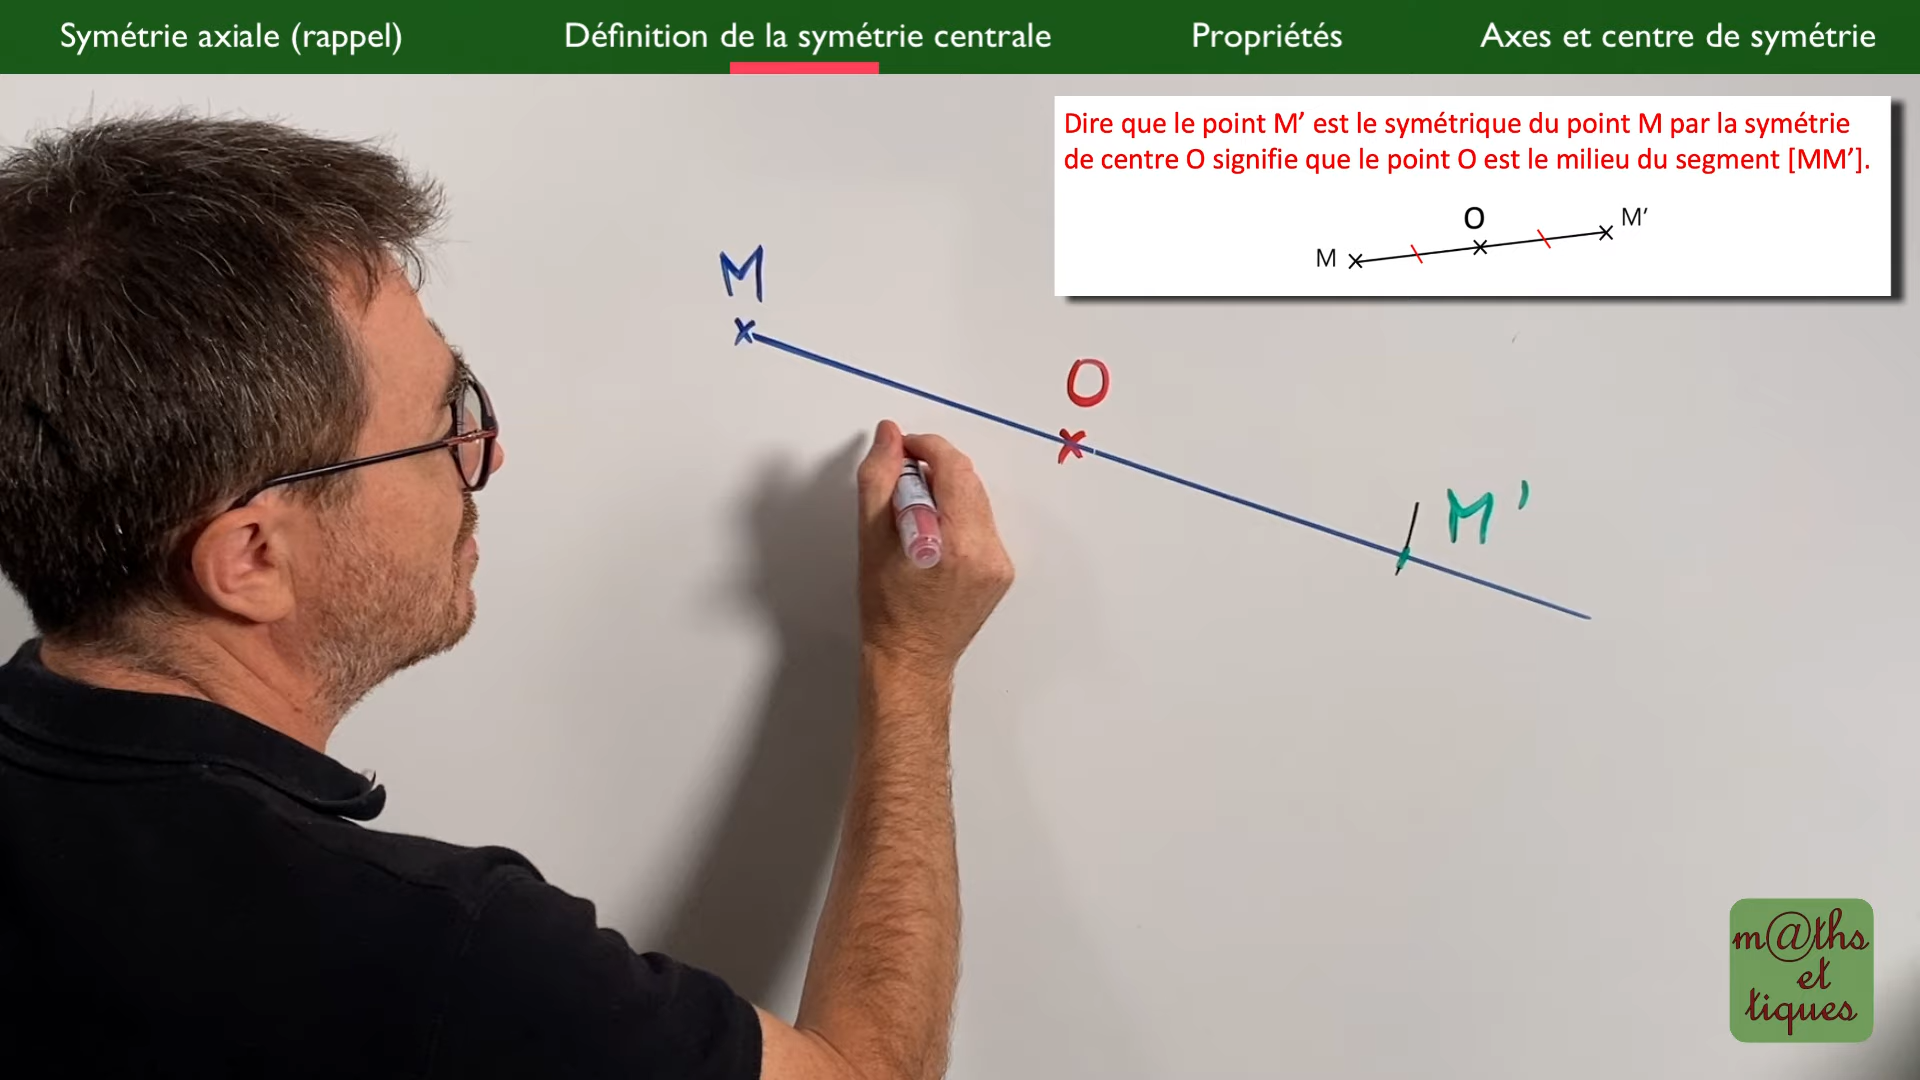 Symétrie axiale (rappel) Définition de la symétrie centrale Propriétés Axes et centre de symétrie
Dire que le point M’ est le symétrique du point M par la symétrie
de centre O signifie que le point O est le milieu du segment [MM’].
O
M’
M
M
O
M'
m@ths
et
tiques